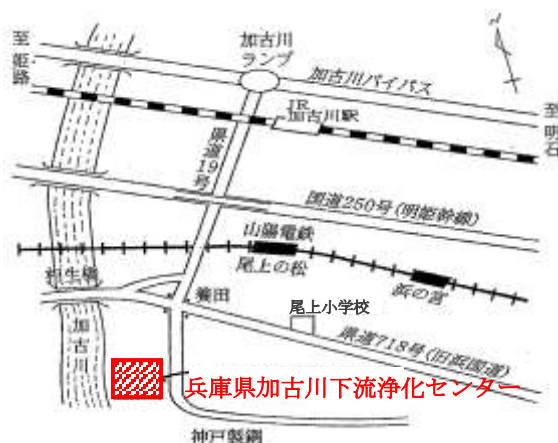 至姫路
加古川
ランプ
加古川バイパス
至明石
JR
加古川駅
県道19号
国道250号(明姫幹線)
山陽電鉄
尾上の松
浜の宮
相生橋
養田
尾上小学校
県道718号(旧浜国道)
加古川
兵庫県加古川下流浄化センター
神戸製鋼